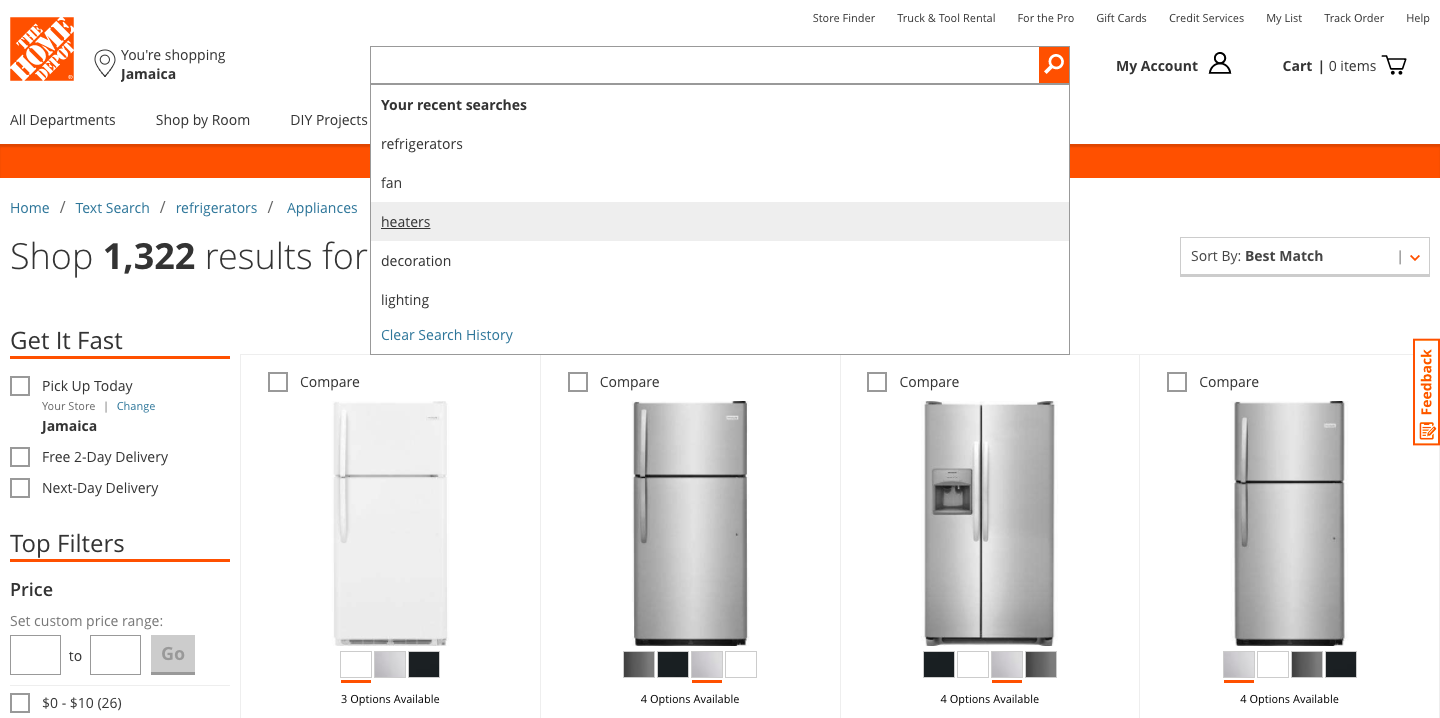 Store Finder Truck & Tool Rental For the Pro Gift Cards Credit Services My List Track Order Help
THE HOME DEPOT
You're shopping
Jamaica
My Account Cart | 0 items
All Departments Shop by Room DIY Projects
Your recent searches
refrigerators
fan
heaters
decoration
lighting
Clear Search History
Home / Text Search / refrigerators / Appliances
Shop 1,322 results for
Sort By: Best Match |
Get It Fast
Pick Up Today
Your Store | Change
Jamaica
Free 2-Day Delivery
Next-Day Delivery
Top Filters
Price
Set custom price range:
to Go
$0 - $10 (26)
Compare Compare Compare Compare
3 Options Available 4 Options Available 4 Options Available 4 Options Available
Feedback